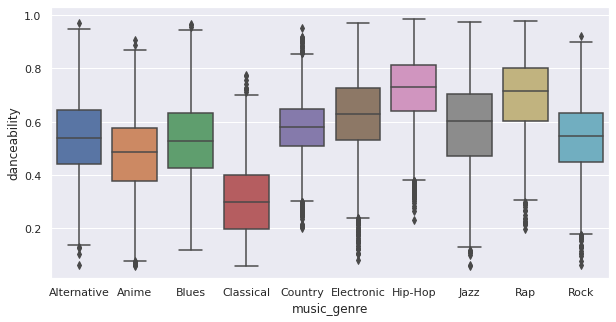 danceability
1.0
0.8
0.6
0.4
0.2
Alternative Anime Blues Classical Country Electronic Hip-Hop Jazz Rap Rock
music_genre